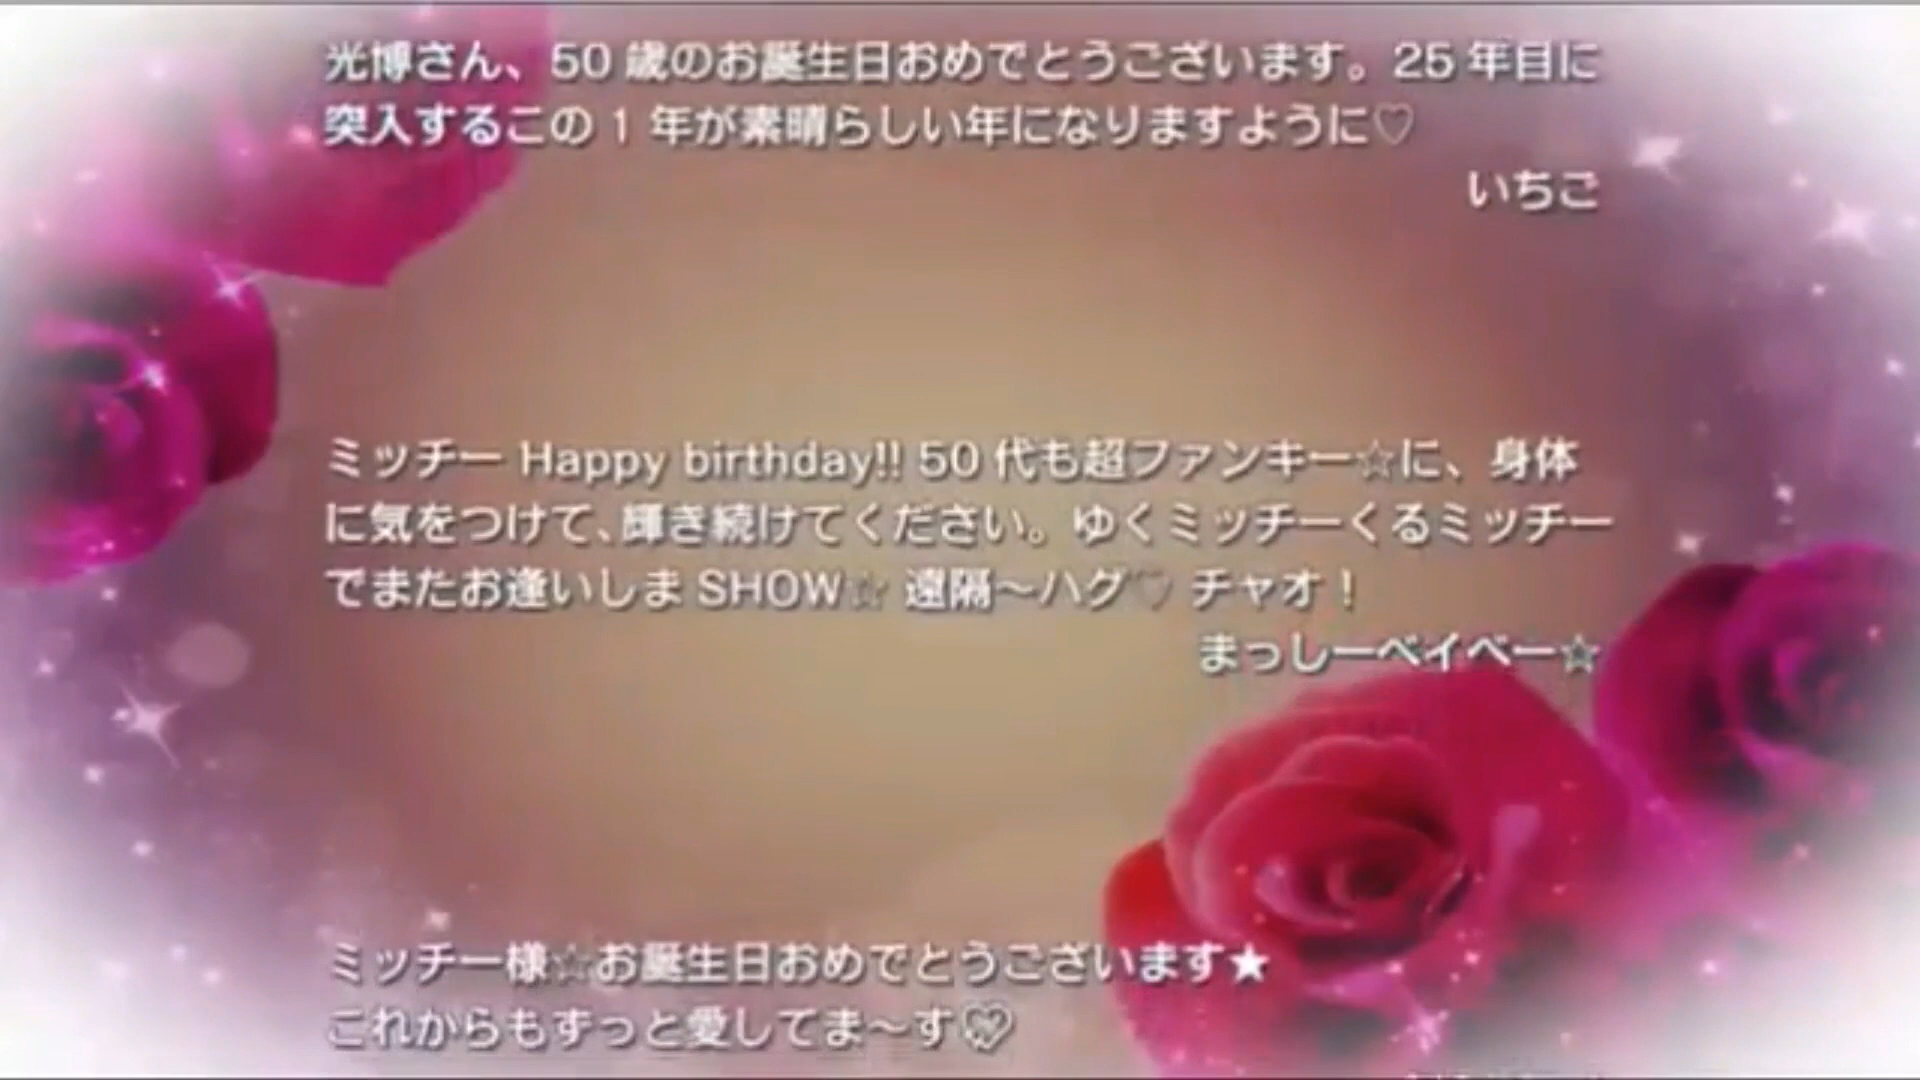 光博さん、50 歳のお誕生日おめでとうございます。25 年目に
突入するこの 1 年が素晴らしい年になりますように♡
いちご
ミッチー Happy birthday!! 50 代も超ファンキー☆に、身体
に気をつけて､輝き続けてください。ゆくミッチーくるミッチー
でまたお逢いしま SHOW☆ 遠隔〜ハグ♡ チャオ！
まっしーベイベー☆
ミッチー様☆お誕生日おめでとうございます★
これからもずっと愛してま〜す♡